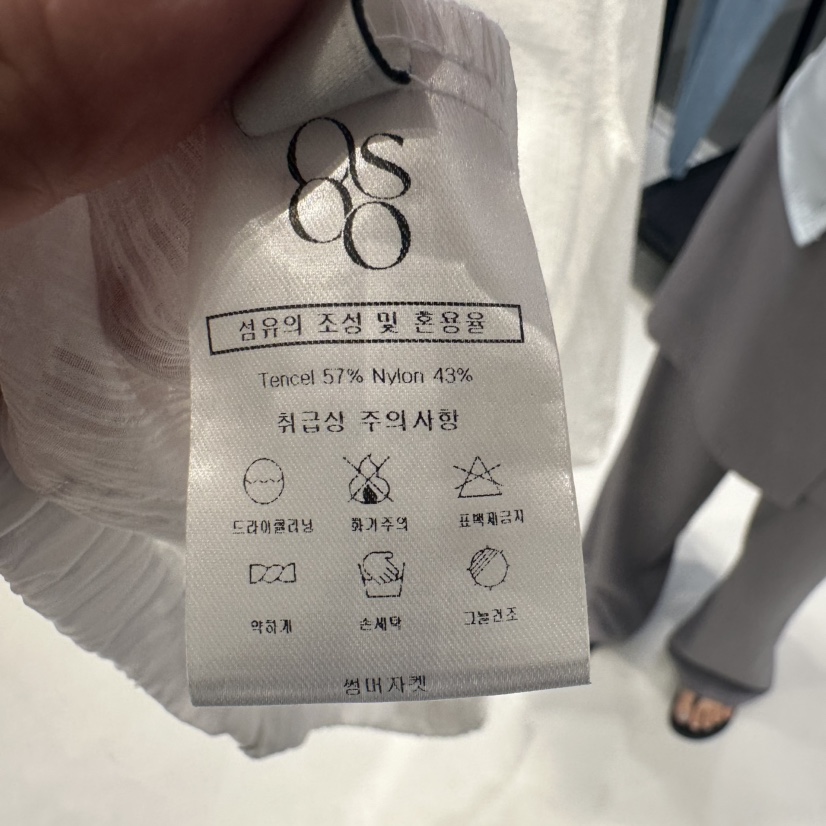 섬유의 조성 및 혼용율
Tencel 57% Nylon 43%
취급상 주의사항
드라이클리닝 화기주의 표백제금지
약하게 손세탁 그늘건조
썸머자켓